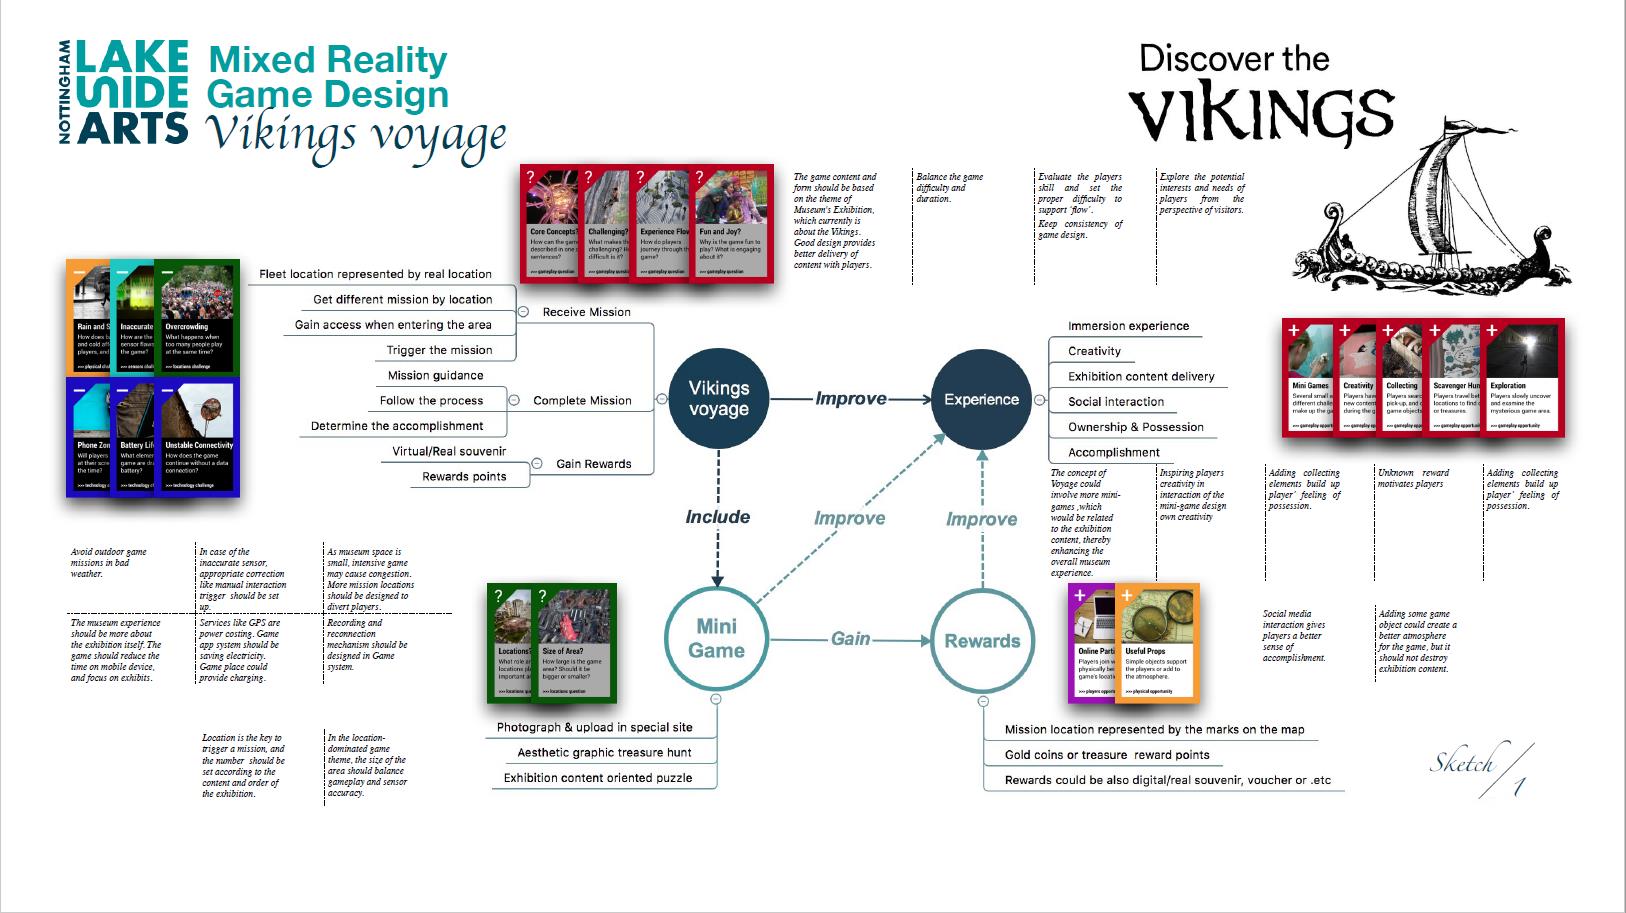 NOTTINGHAM
LAKE
SIDE
ARTS
Mixed Reality
Game Design
Vikings voyage
Discover the
VIKINGS
Core Concepts?
How can the game
described in one
sentences?
>>> gameplay question
Challenging?
What makes
challenging?
difficult is it?
>>> gameplay question
Experience Flow
How do players
journey through
game?
>>> gameplay question
Fun and Joy?
Why is the game fun to
play? What is engaging
about it?
>>> gameplay question
The game content and
form should be based
on the theme of
Museum's Exhibition,
which currently is
about the Vikings.
Good design provides
better delivery of
content with players.
Balance the game
difficulty and
duration.
Evaluate the players
skill and set the
proper difficulty to
support 'flow'.
Keep consistency of
game design.
Explore the potential
interests and needs of
players from the
perspective of visitors.
Rain and
How does
and cold
players, and
Inaccurate
How are the
sensor flaws
the game?
Overcrowding
What happens when
too many people play
at the same time?
>>> locations challenge
Phone
Will players
at their
the time?
Battery
What
game are
battery?
Unstable Connectivity
How does the game
continue without a data
connection?
>>> technology challenge
Fleet location represented by real location
Get different mission by location
Gain access when entering the area
Trigger the mission
Receive Mission
Mission guidance
Follow the process
Determine the accomplishment
Complete Mission
Virtual/Real souvenir
Rewards points
Gain Rewards
Vikings
voyage
Improve
Experience
Immersion experience
Creativity
Exhibition content delivery
Social interaction
Ownership & Possession
Accomplishment
Mini Games
Several small
different
make up the
Creativity
Players have
new content
during the
Collecting
Players
pick-up, and
game objects
Scavenger
Players travel
locations to find
or treasures.
Exploration
Players slowly uncover
and examine the
mysterious game area.
>>> gameplay opportunity
The concept of
Voyage could
involve more mini-
games ,which
would be related
to the exhibition
content, thereby
enhancing the
overall museum
experience.
Inspiring players
creativity in
interaction of the
mini-game design
own creativity
Adding collecting
elements build up
player' feeling of
possession.
Unknown reward
motivates players
Adding collecting
elements build up
player' feeling of
possession.
Include
Improve
Improve
Avoid outdoor game
missions in bad
weather.
In case of the
inaccurate sensor,
appropriate correction
like manual interaction
trigger should be set
up.
As museum space is
small, intensive game
may cause congestion.
More mission locations
should be designed to
divert players.
The museum experience
should be more about
the exhibition itself. The
game should reduce the
time on mobile device,
and focus on exhibits.
Services like GPS are
power costing. Game
app system should be
saving electricity.
Game place could
provide charging.
Recording and
reconnection
mechanism should be
designed in Game
system.
Locations?
What role
locations
important
>>> locations question
Size of Area?
How large is the game
area? Should it be
bigger or smaller?
>>> locations question
Mini
Game
Gain
Rewards
Online
Players join
physically
game's
Useful Props
Simple objects support
the players or add to
the atmosphere.
>>> physical opportunity
Social media
interaction gives
players a better
sense of
accomplishment.
Adding some game
object could create a
better atmosphere
for the game, but it
should not destroy
exhibition content.
Location is the key to
trigger a mission, and
the number should be
set according to the
content and order of
the exhibition.
In the location-
dominated game
theme, the size of the
area should balance
gameplay and sensor
accuracy.
Photograph & upload in special site
Aesthetic graphic treasure hunt
Exhibition content oriented puzzle
Mission location represented by the marks on the map
Gold coins or treasure reward points
Rewards could be also digital/real souvenir, voucher or .etc
Sketch
1